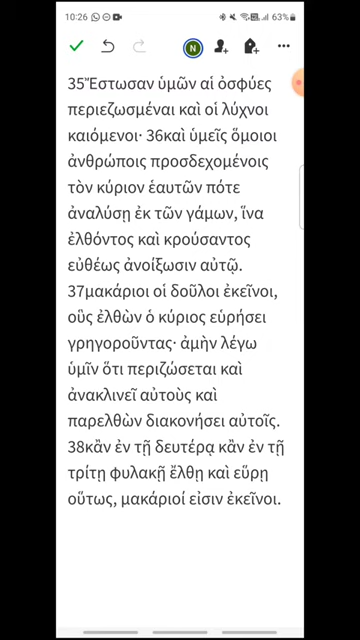 10:26 63%
N
35Ἔστωσαν ὑμῶν αἱ ὀσφύες
περιεζωσμέναι καὶ οἱ λύχνοι
καιόμενοι· 36καὶ ὑμεῖς ὅμοιοι
ἀνθρώποις προσδεχομένοις
τὸν κύριον ἑαυτῶν πότε
ἀναλύσῃ ἐκ τῶν γάμων, ἵνα
ἐλθόντος καὶ κρούσαντος
εὐθέως ἀνοίξωσιν αὐτῷ.
37μακάριοι οἱ δοῦλοι ἐκεῖνοι,
οὓς ἐλθὼν ὁ κύριος εὑρήσει
γρηγοροῦντας· ἀμὴν λέγω
ὑμῖν ὅτι περιζώσεται καὶ
ἀνακλινεῖ αὐτοὺς καὶ
παρελθὼν διακονήσει αὐτοῖς.
38κἂν ἐν τῇ δευτέρᾳ κἂν ἐν τῇ
τρίτῃ φυλακῇ ἔλθῃ καὶ εὕρῃ
οὕτως, μακάριοί εἰσιν ἐκεῖνοι.